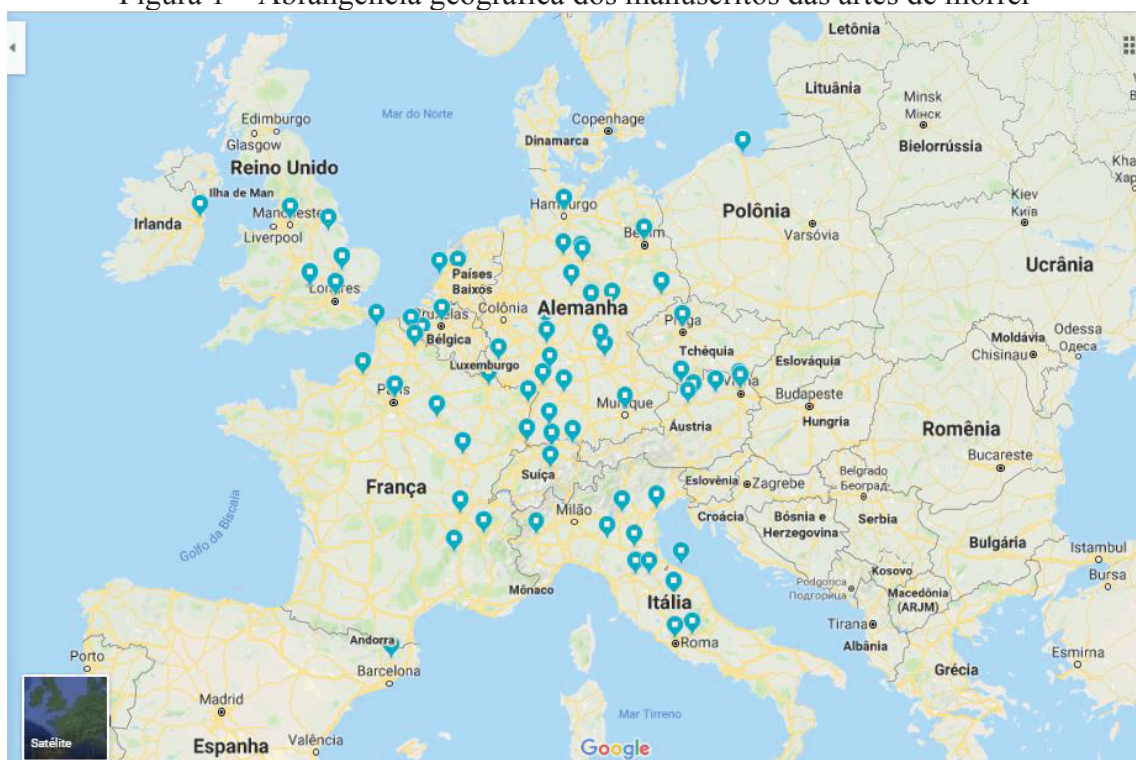 Figura 1 – Abrangência geográfica dos manuscritos das artes de morrer
Letônia
Lituânia
Minsk
Мінск
Bielorrússia
Edimburgo
Glasgow
Mar do Norte
Copenhage
Dinamarca
Reino Unido
Ilha de Man
Irlanda
Manchester
Liverpool
Hamburgo
Berlim
Polônia
Varsóvia
Kiev
Київ
Ucrânia
Países
Baixos
Londres
Bruxelas
Colônia
Alemanha
Bélgica
Praga
Tchéquia
Luxemburgo
Eslováquia
Moldávia
Chisinau
Odessa
Одеса
Paris
Viena
Munique
Budapeste
Áustria
Hungria
Romênia
Bucareste
Suíça
França
Eslovênia
Zagrebe
Belgrado
Београд
Milão
Croácia
Bósnia e
Herzegovina
Sérbia
Golfo da Biscaia
Bulgária
Istambul
Bursa
Mônaco
Podgorica
Подгорица
Kosovo
Macedônia
(ARJM)
Itália
Tirana
Albânia
Andorra
Roma
Porto
Barcelona
Esmirna
Grécia
Madrid
Mar Tirreno
Satélite
Espanha
Valência
Google